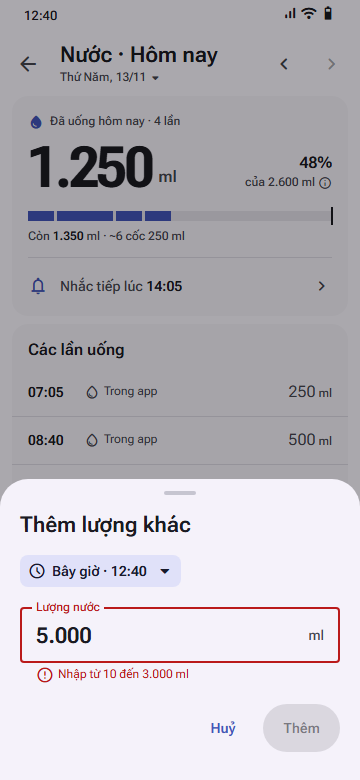 12:40
Nước · Hôm nay
Thứ Năm, 13/11
Đã uống hôm nay · 4 lần
1.250 ml
48%
của 2.600 ml
Còn 1.350 ml · ~6 cốc 250 ml
Nhắc tiếp lúc 14:05
Các lần uống
07:05 Trong app 250 ml
08:40 Trong app 500 ml
Thêm lượng khác
Bây giờ · 12:40
Lượng nước
5.000 ml
Nhập từ 10 đến 3.000 ml
Huỷ Thêm